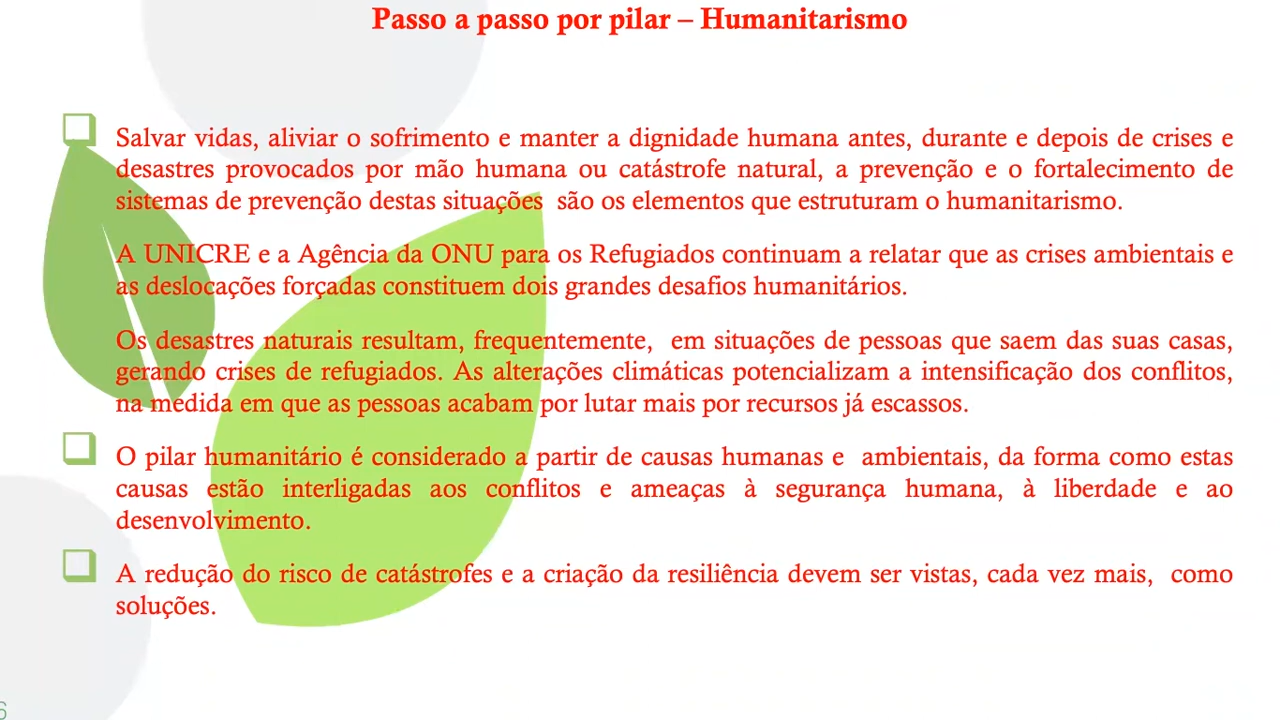 Passo a passo por pilar – Humanitarismo
Salvar vidas, aliviar o sofrimento e manter a dignidade humana antes, durante e depois de crises e
desastres provocados por mão humana ou catástrofe natural, a prevenção e o fortalecimento de
sistemas de prevenção destas situações são os elementos que estruturam o humanitarismo.
A UNICRE e a Agência da ONU para os Refugiados continuam a relatar que as crises ambientais e
as deslocações forçadas constituem dois grandes desafios humanitários.
Os desastres naturais resultam, frequentemente, em situações de pessoas que saem das suas casas,
gerando crises de refugiados. As alterações climáticas potencializam a intensificação dos conflitos,
na medida em que as pessoas acabam por lutar mais por recursos já escassos.
O pilar humanitário é considerado a partir de causas humanas e ambientais, da forma como estas
causas estão interligadas aos conflitos e ameaças à segurança humana, à liberdade e ao
desenvolvimento.
A redução do risco de catástrofes e a criação da resiliência devem ser vistas, cada vez mais, como
soluções.
6